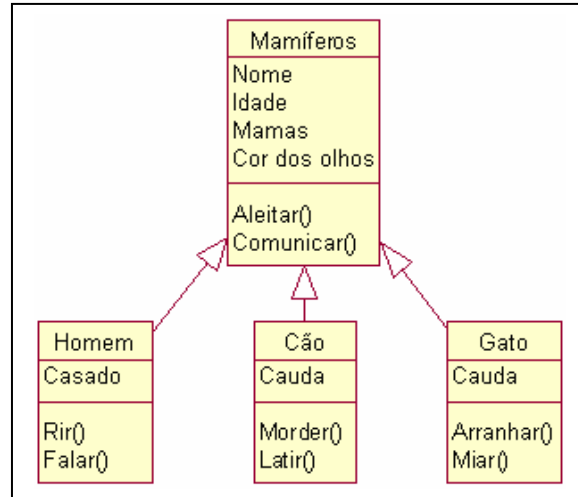 Mamíferos
Nome
Idade
Mamas
Cor dos olhos
Aleitar()
Comunicar()
Homem
Casado
Rir()
Falar()
Cão
Cauda
Morder()
Latir()
Gato
Cauda
Arranhar()
Miar()